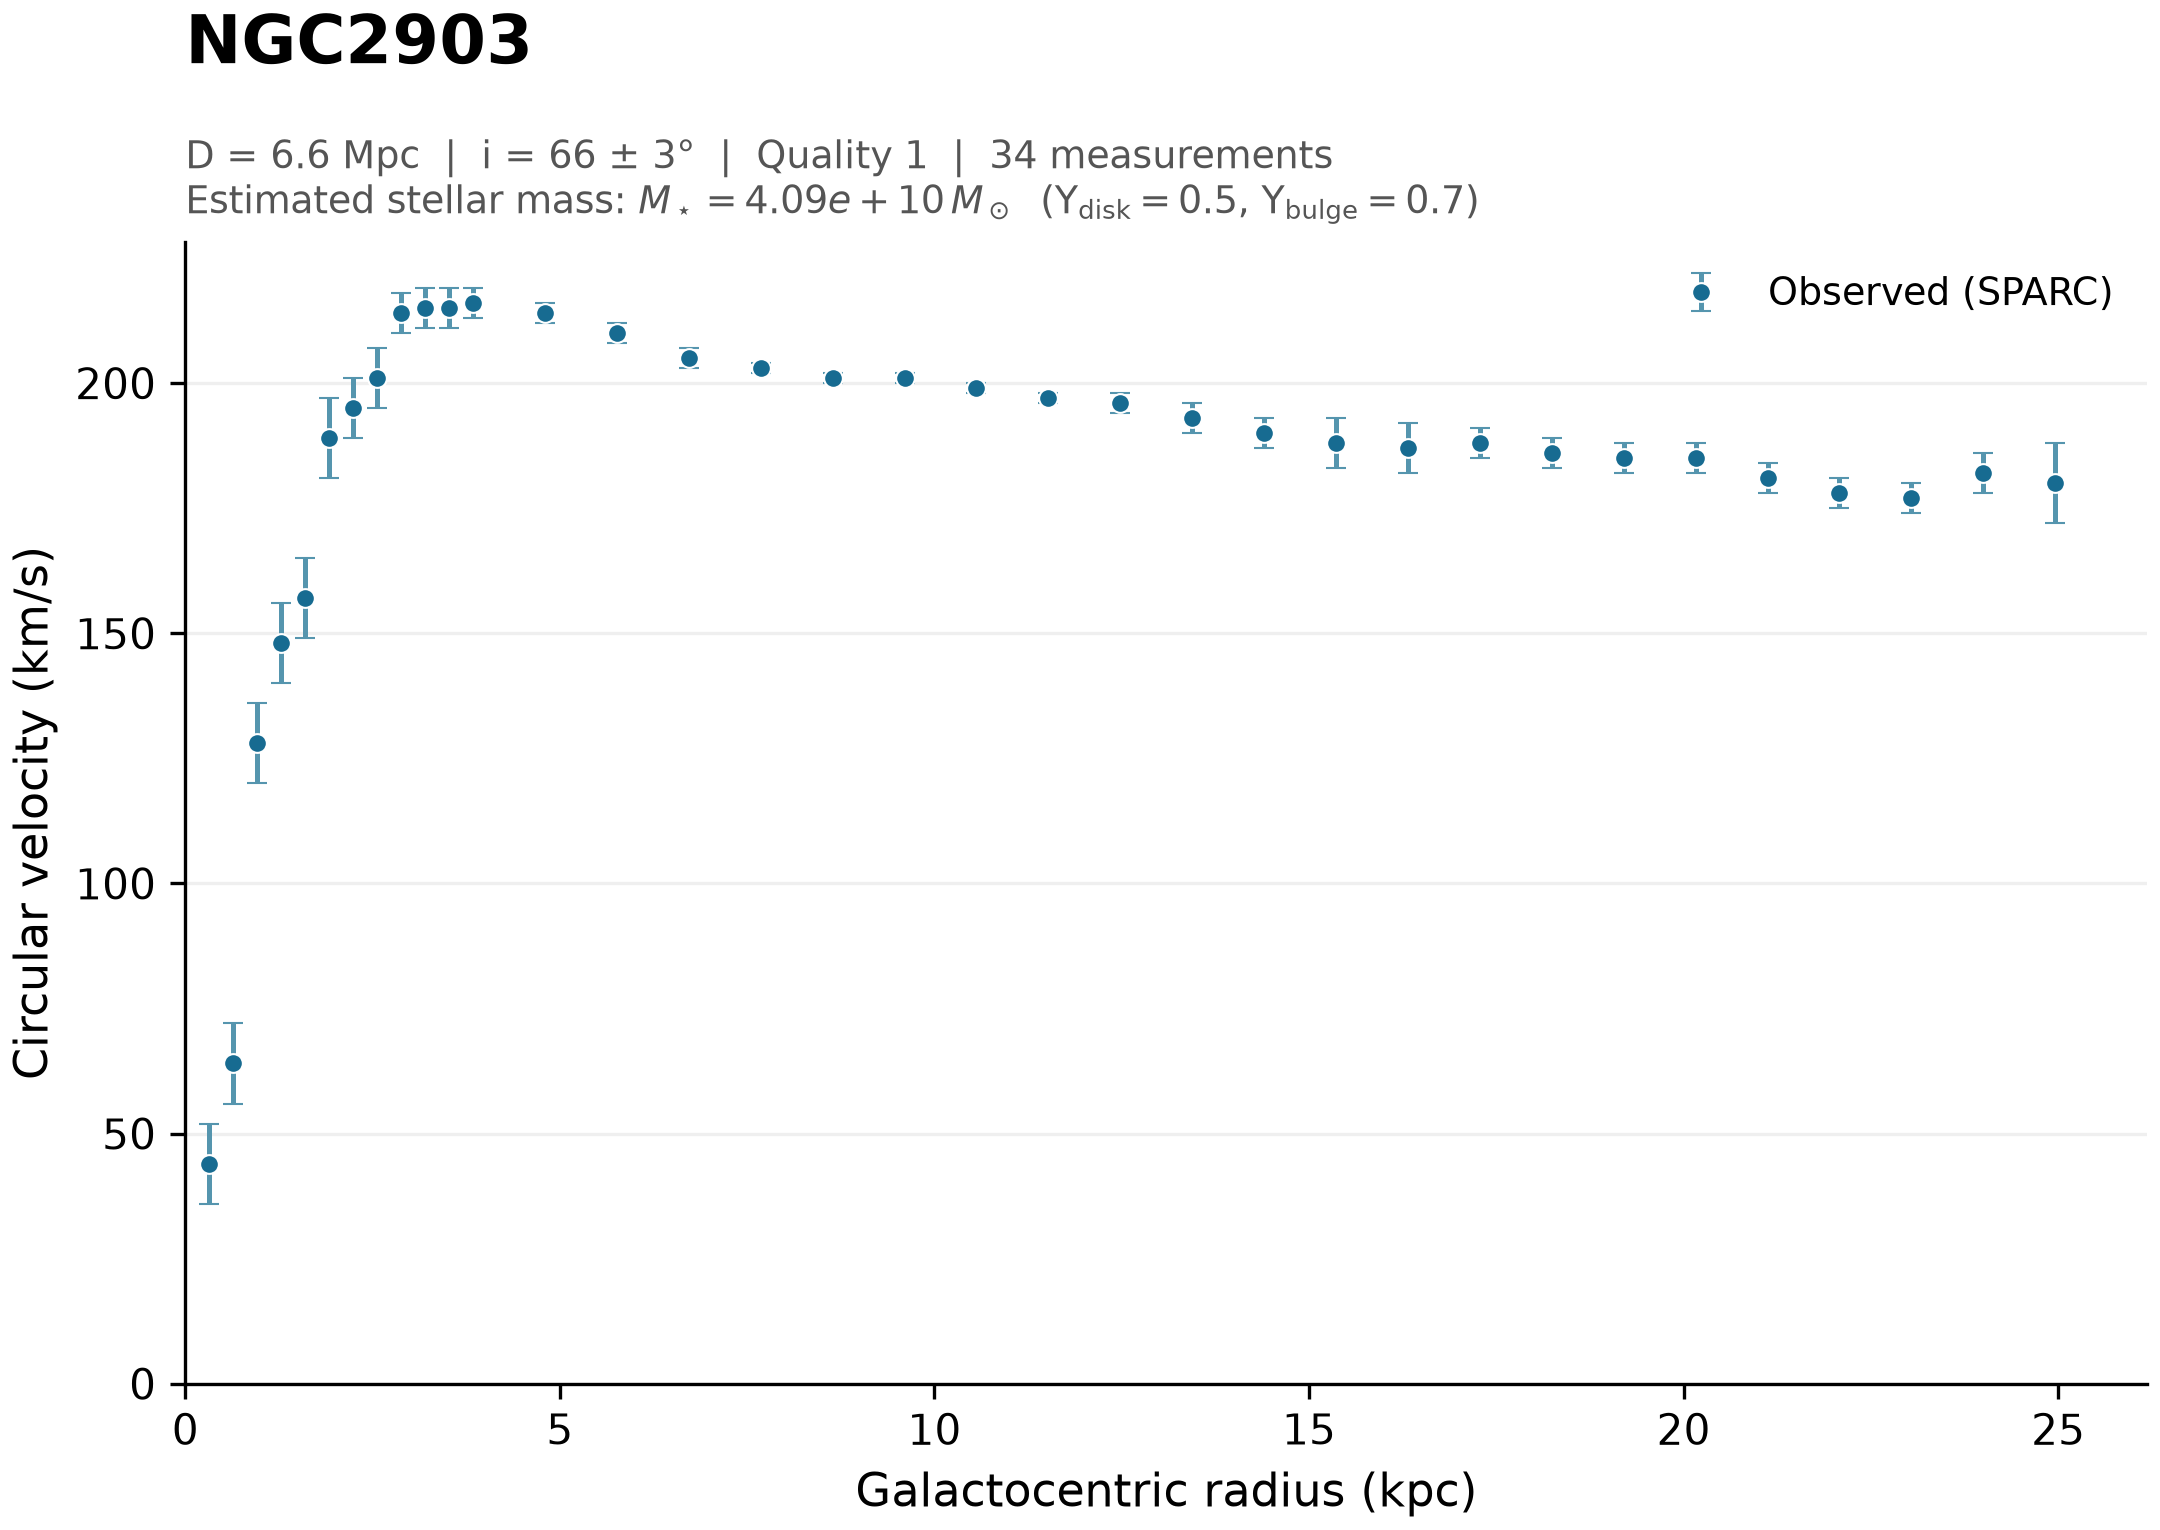 NGC2903
D = 6.6 Mpc | i = 66 ± 3° | Quality 1 | 34 measurements
Estimated stellar mass: M⋆ = 4.09e + 10 M⊙ (Υdisk = 0.5, Υbulge = 0.7)
Observed (SPARC)
Circular velocity (km/s)
200
150
100
50
0
0 5 10 15 20 25
Galactocentric radius (kpc)